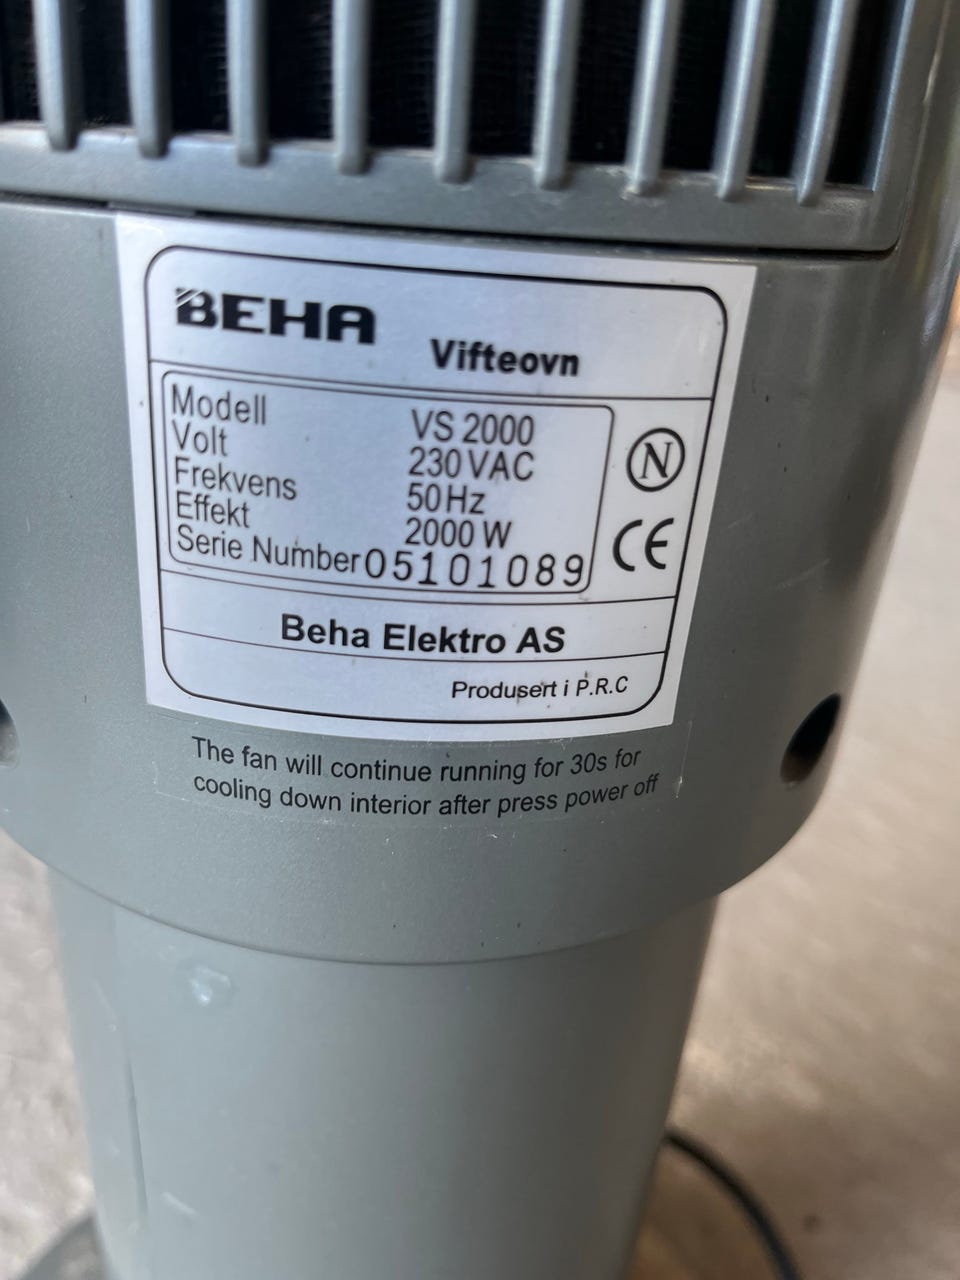 BEHA
Vifteovn
Modell VS 2000
Volt 230 VAC
Frekvens 50 Hz
Effekt 2000 W
Serie Number 05101089
N
CE
Beha Elektro AS
Produsert i P.R.C
The fan will continue running for 30s for
cooling down interior after press power off